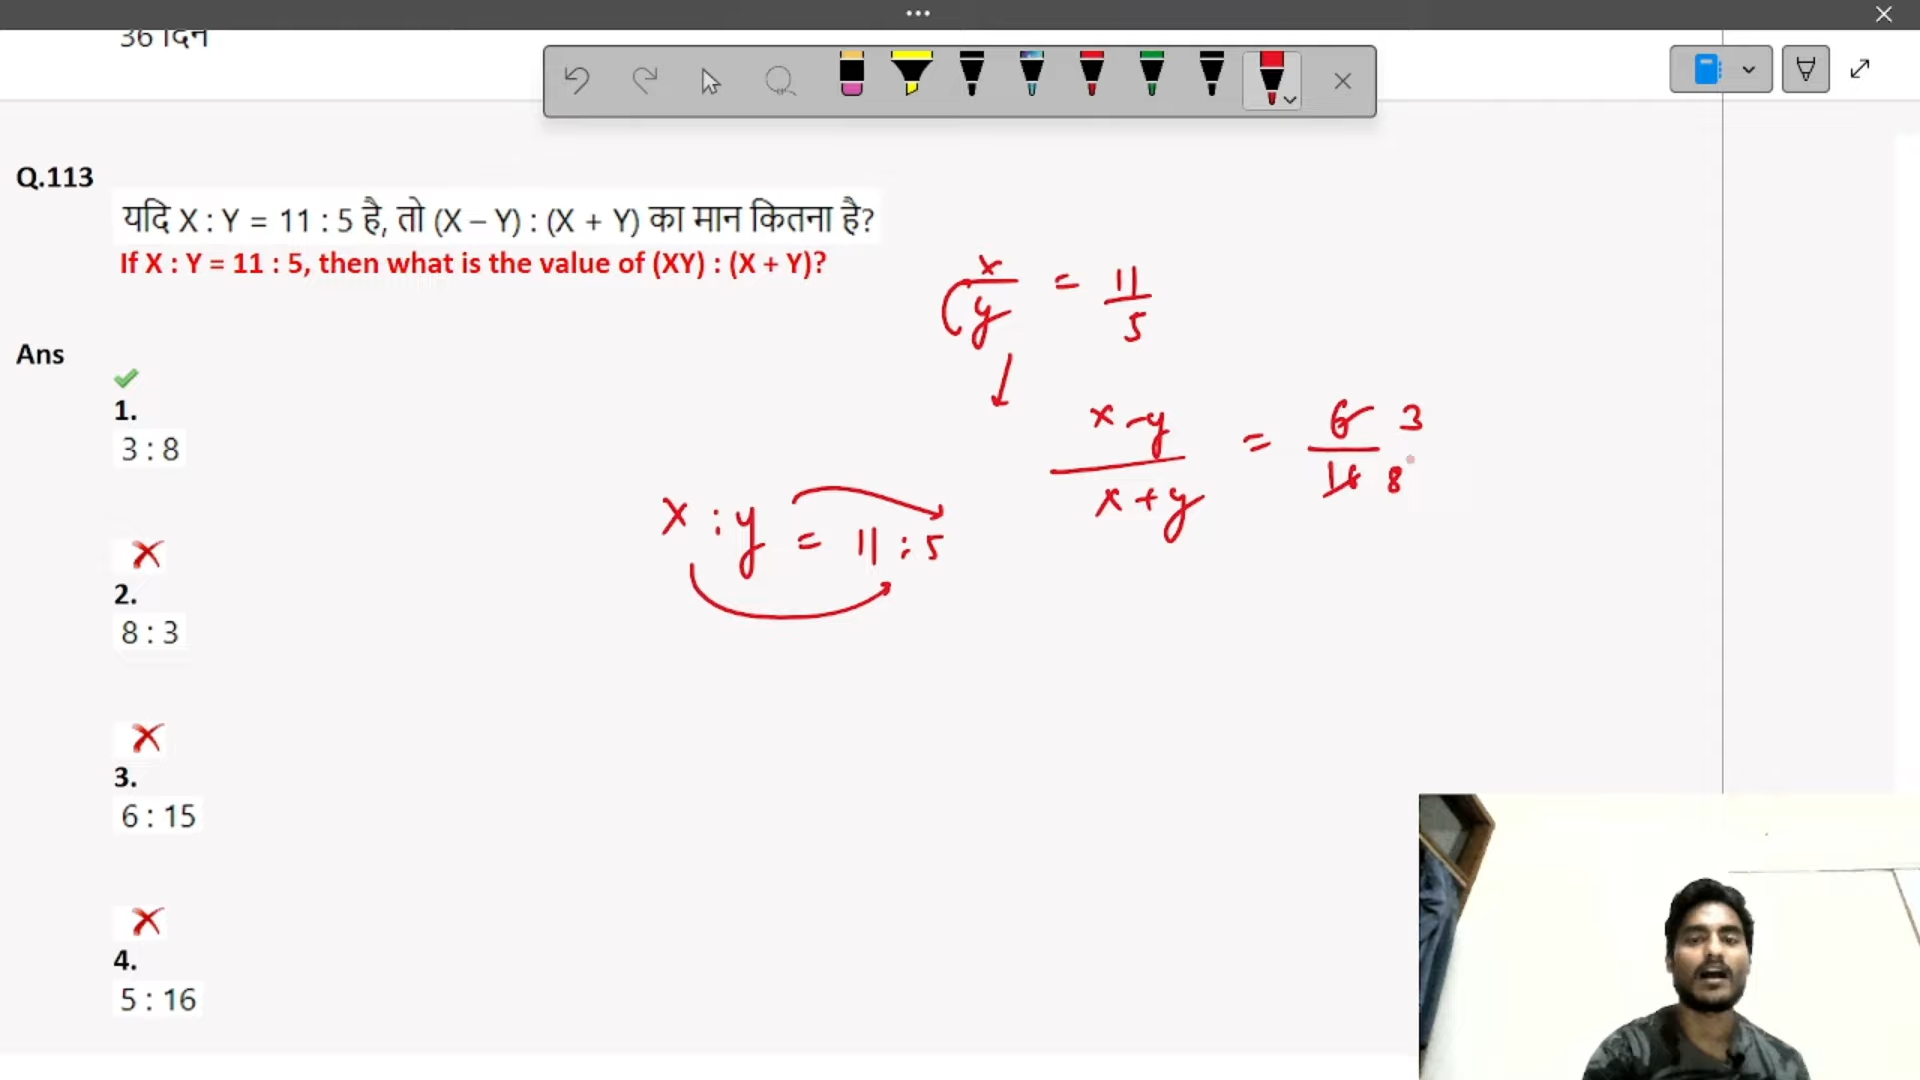 36 दिन
Q.113
यदि X : Y = 11 : 5 है, तो (X – Y) : (X + Y) का मान कितना है?
If X : Y = 11 : 5, then what is the value of (XY) : (X + Y)?
x/y = 11/5
Ans
1.
3 : 8
x-y/x+y = 6/16 3/8
x : y = 11 : 5
2.
8 : 3
3.
6 : 15
4.
5 : 16